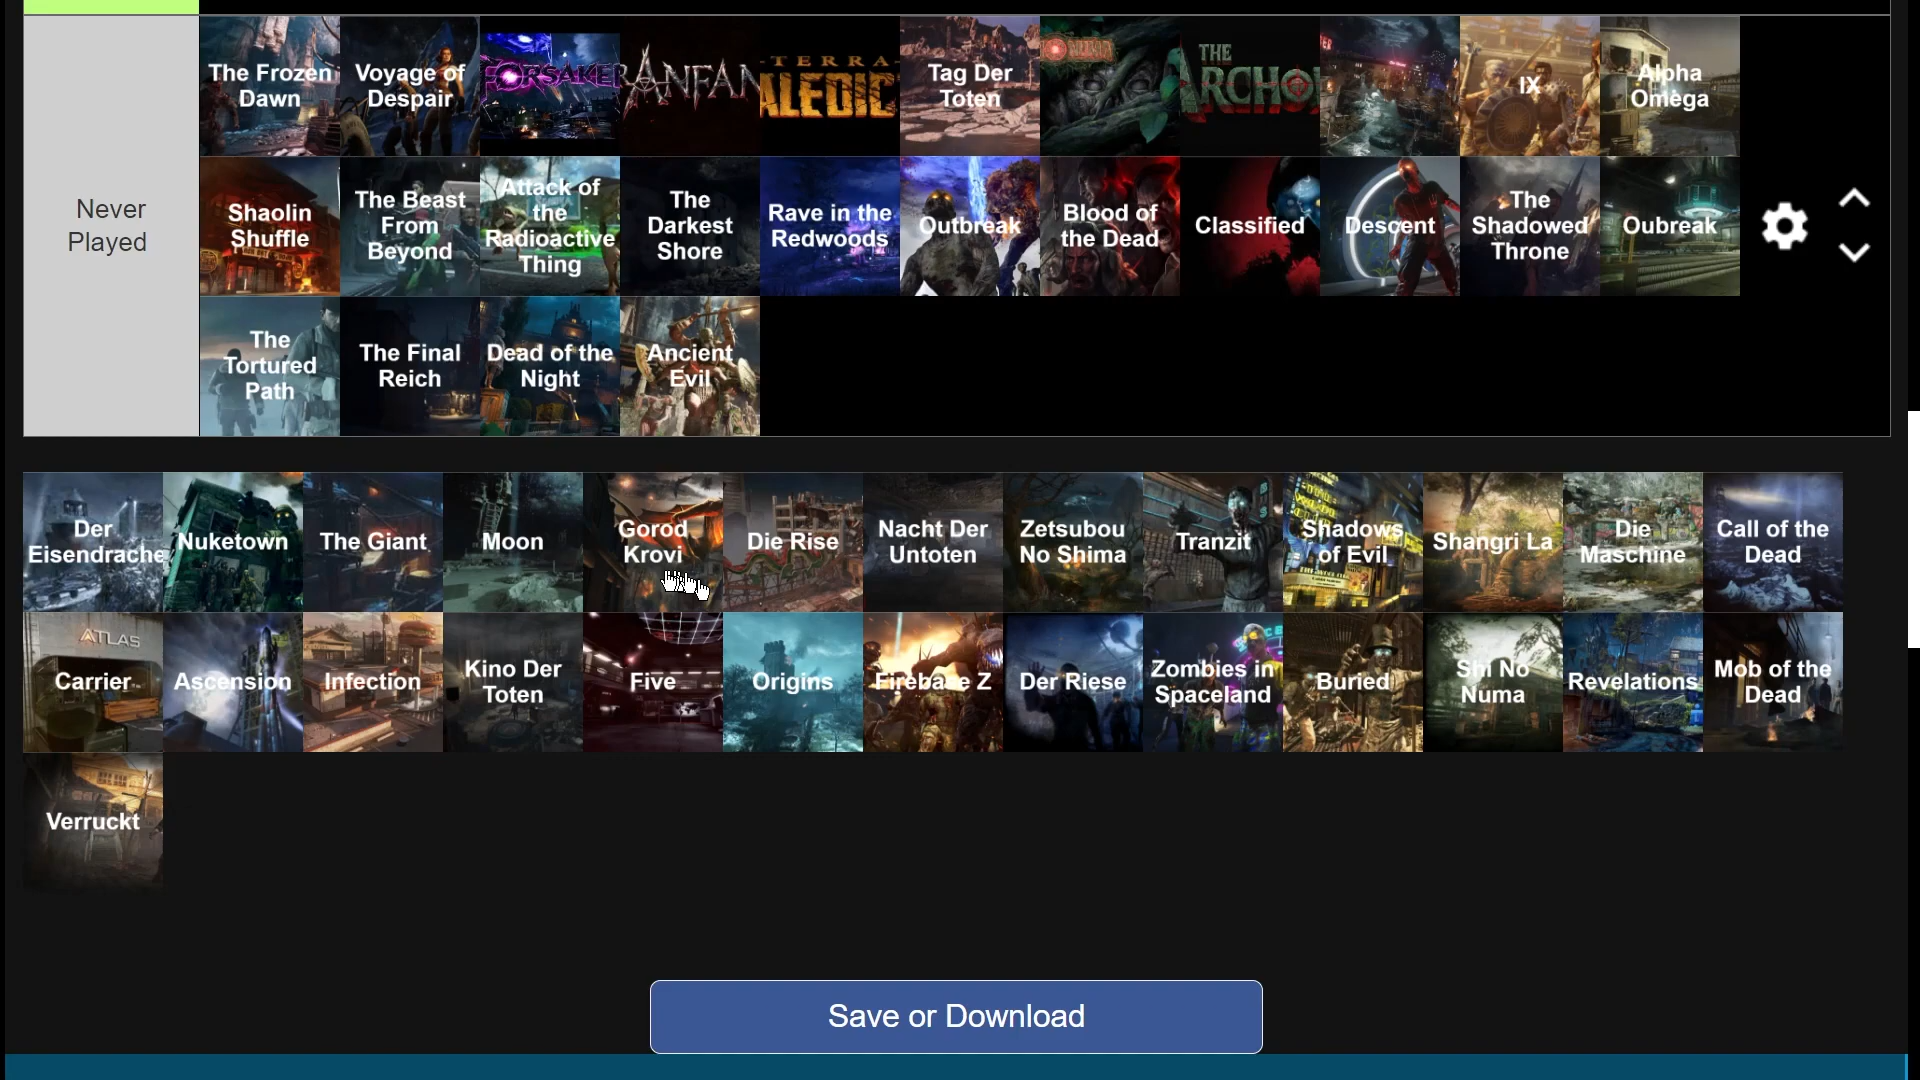 Never
Played
The Frozen
Dawn
Voyage of
Despair
FORSAKEN
ANFAN
TERRA
ALEDIC
Tag Der
Toten
THE
ARCHO
IX
Alpha
Omega
Shaolin
Shuffle
The Beast
From
Beyond
Attack of
the
Radioactive
Thing
The
Darkest
Shore
Rave in the
Redwoods
Outbreak
Blood of
the Dead
Classified
Descent
The
Shadowed
Throne
Oubreak
The
Tortured
Path
The Final
Reich
Dead of the
Night
Ancient
Evil
Der
Eisendrache
Nuketown
The Giant
Moon
Gorod
Krovi
Die Rise
Nacht Der
Untoten
Zetsubou
No Shima
Tranzit
Shadows
of Evil
Shangri La
Die
Maschine
Call of the
Dead
ATLAS
Carrier
Ascension
Infection
Kino Der
Toten
Five
Origins
Firebase Z
Der Riese
Zombies in
Spaceland
Buried
Shi No
Numa
Revelations
Mob of the
Dead
Verruckt
Save or Download